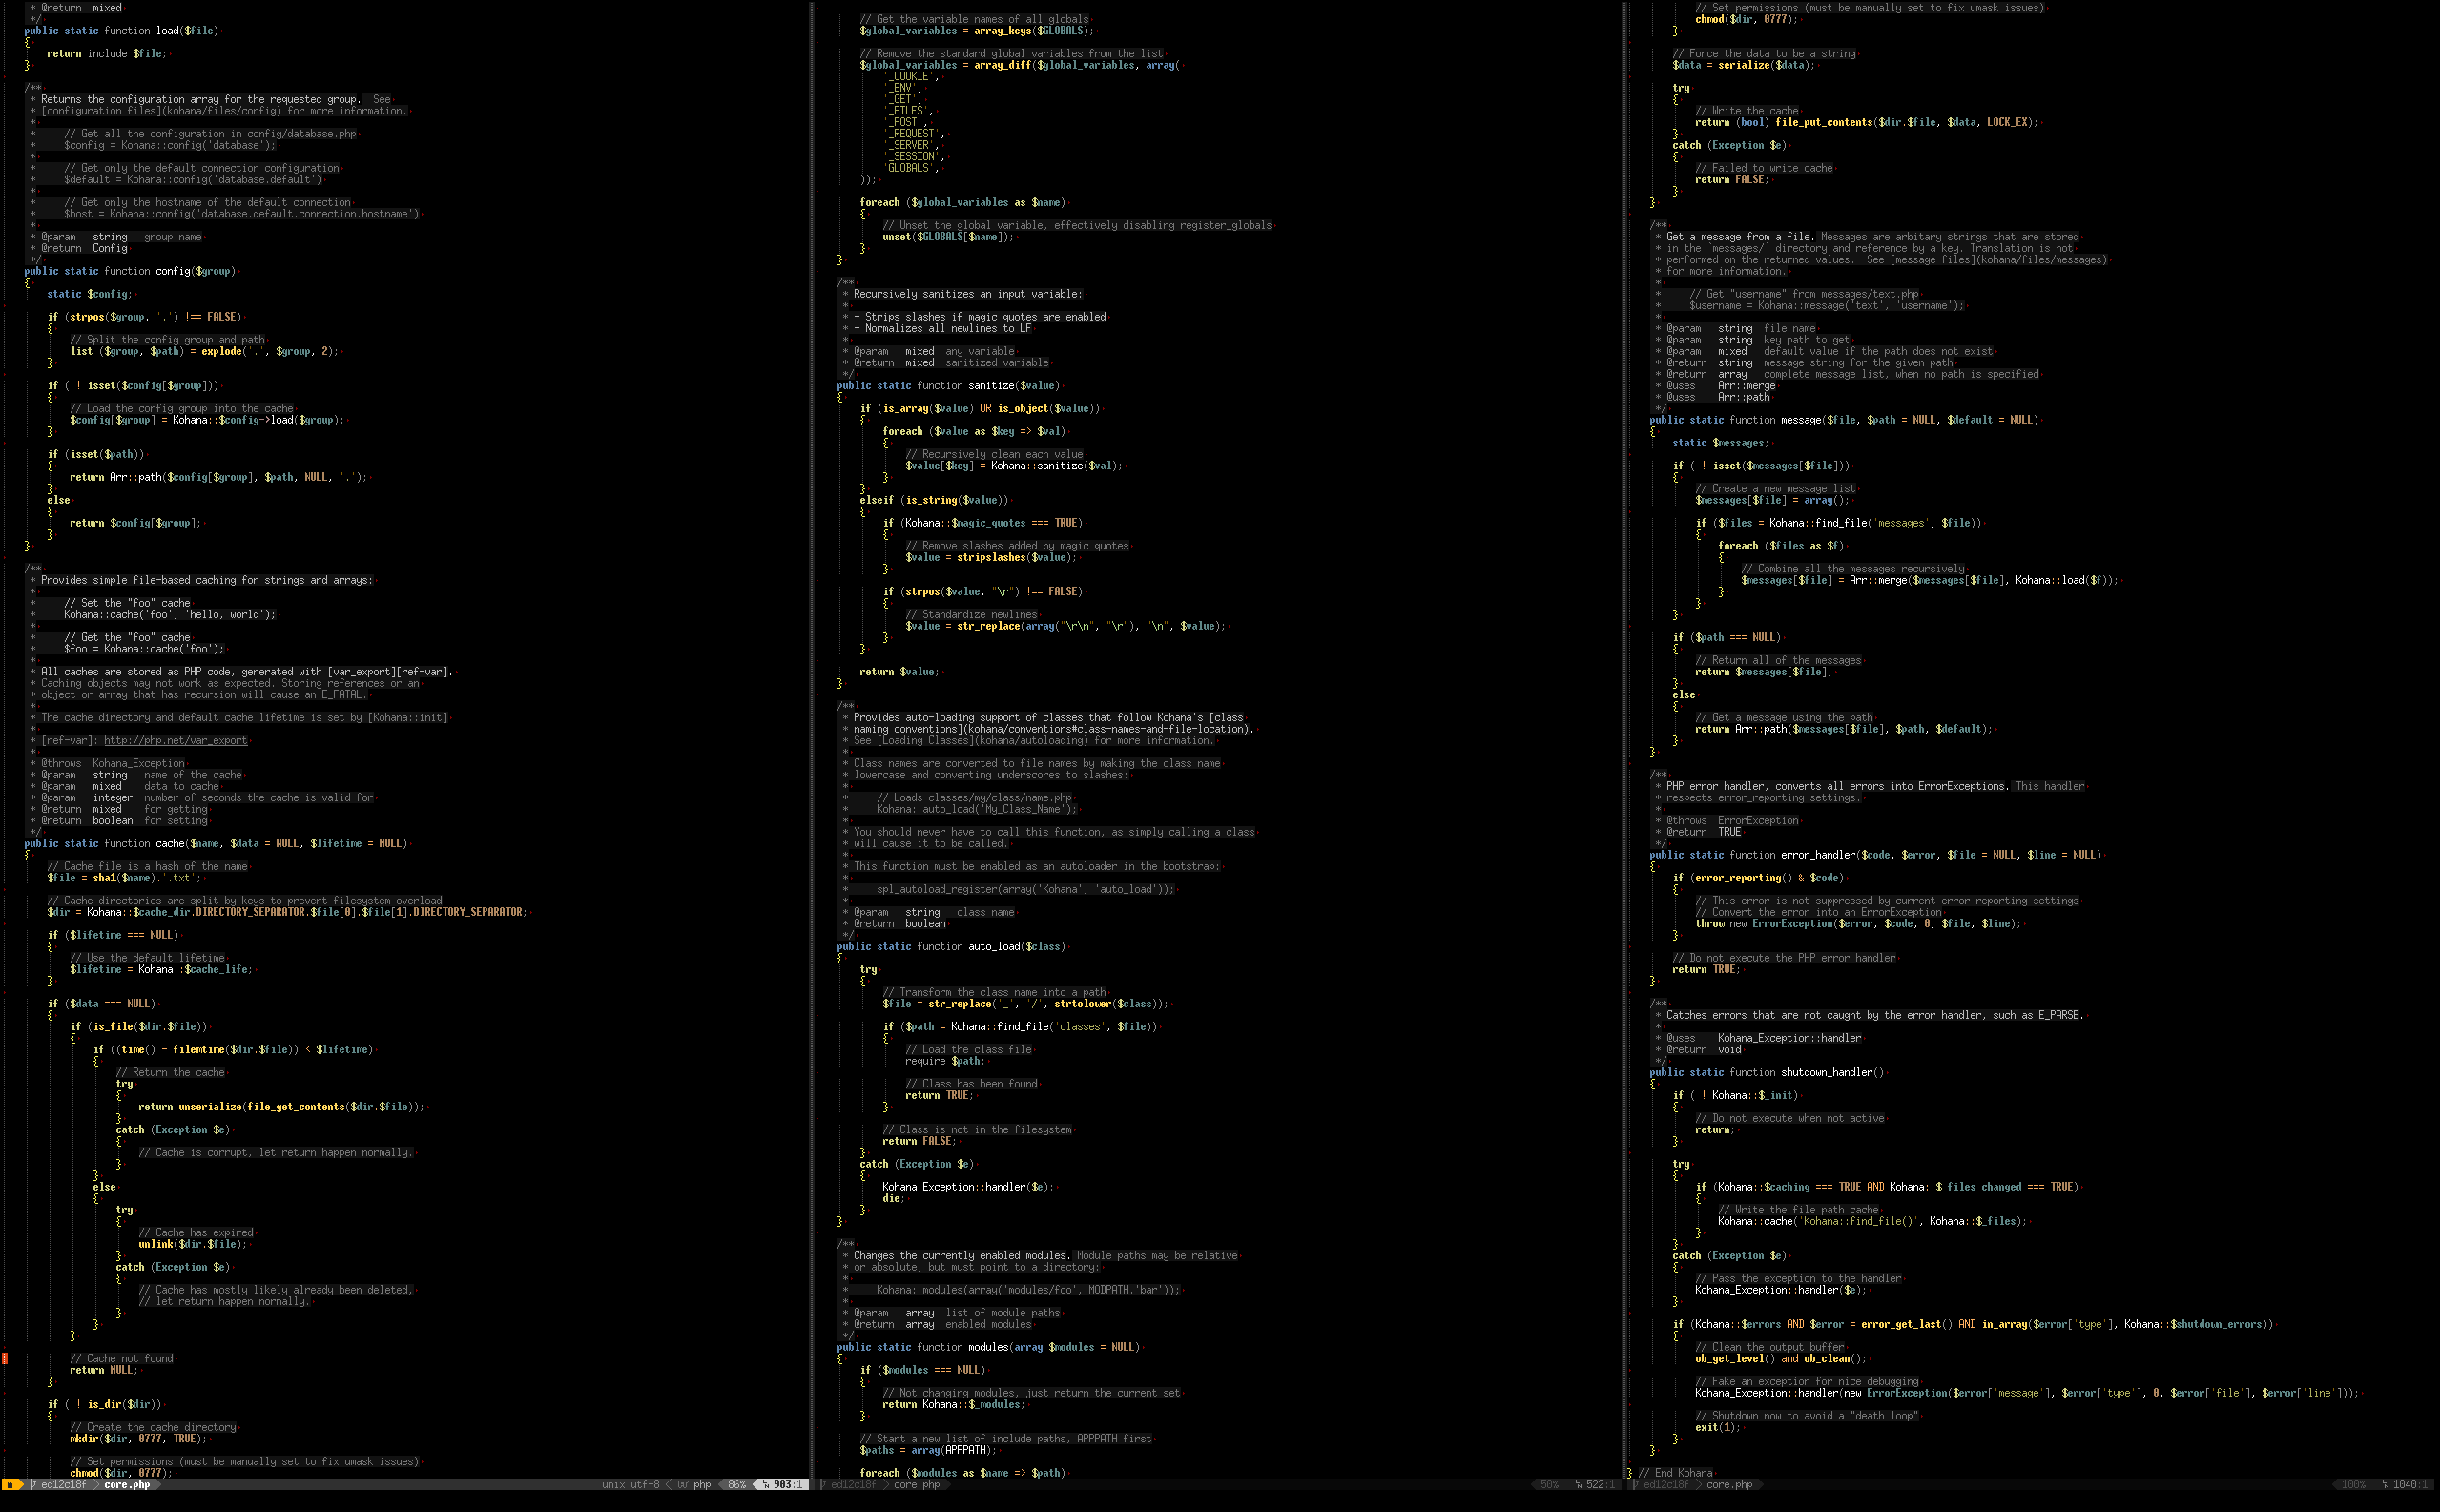 * @return  mixed
 */
public static function load($file)
{
    return include $file;
}
/**
 * Returns the configuration array for the requested group.  See
 * [configuration files](kohana/files/config) for more information.
 *
 *     // Get all the configuration in config/database.php
 *     $config = Kohana::config('database');
 *
 *     // Get only the default connection configuration
 *     $default = Kohana::config('database.default')
 *
 *     // Get only the hostname of the default connection
 *     $host = Kohana::config('database.default.connection.hostname')
 *
 * @param   string   group name
 * @return  Config
 */
public static function config($group)
{
    static $config;
    if (strpos($group, '.') !== FALSE)
    {
        // Split the config group and path
        list ($group, $path) = explode('.', $group, 2);
    }
    if ( ! isset($config[$group]))
    {
        // Load the config group into the cache
        $config[$group] = Kohana::$config->load($group);
    }
    if (isset($path))
    {
        return Arr::path($config[$group], $path, NULL, '.');
    }
    else
    {
        return $config[$group];
    }
}
/**
 * Provides simple file-based caching for strings and arrays:
 *
 *     // Set the "foo" cache
 *     Kohana::cache('foo', 'hello, world');
 *
 *     // Get the "foo" cache
 *     $foo = Kohana::cache('foo');
 *
 * All caches are stored as PHP code, generated with [var_export][ref-var].
 * Caching objects may not work as expected. Storing references or an
 * object or array that has recursion will cause an E_FATAL.
 *
 * The cache directory and default cache lifetime is set by [Kohana::init]
 *
 * [ref-var]: http://php.net/var_export
 *
 * @throws  Kohana_Exception
 * @param   string   name of the cache
 * @param   mixed    data to cache
 * @param   integer  number of seconds the cache is valid for
 * @return  mixed    for getting
 * @return  boolean  for setting
 */
public static function cache($name, $data = NULL, $lifetime = NULL)
{
    // Cache file is a hash of the name
    $file = sha1($name).'.txt';
    // Cache directories are split by keys to prevent filesystem overload
    $dir = Kohana::$cache_dir.DIRECTORY_SEPARATOR.$file[0].$file[1].DIRECTORY_SEPARATOR;
    if ($lifetime === NULL)
    {
        // Use the default lifetime
        $lifetime = Kohana::$cache_life;
    }
    if ($data === NULL)
    {
        if (is_file($dir.$file))
        {
            if ((time() - filemtime($dir.$file)) < $lifetime)
            {
                // Return the cache
                try
                {
                    return unserialize(file_get_contents($dir.$file));
                }
                catch (Exception $e)
                {
                    // Cache is corrupt, let return happen normally.
                }
            }
            else
            {
                try
                {
                    // Cache has expired
                    unlink($dir.$file);
                }
                catch (Exception $e)
                {
                    // Cache has mostly likely already been deleted,
                    // let return happen normally.
                }
            }
        }
        // Cache not found
        return NULL;
    }
    if ( ! is_dir($dir))
    {
        // Create the cache directory
        mkdir($dir, 0777, TRUE);
        // Set permissions (must be manually set to fix umask issues)
        chmod($dir, 0777);
n ed12c18f core.php unix utf-8 php 86% 903:1
    // Get the variable names of all globals
    $global_variables = array_keys($GLOBALS);
    // Remove the standard global variables from the list
    $global_variables = array_diff($global_variables, array(
        '_COOKIE',
        '_ENV',
        '_GET',
        '_FILES',
        '_POST',
        '_REQUEST',
        '_SERVER',
        '_SESSION',
        'GLOBALS',
    ));
    foreach ($global_variables as $name)
    {
        // Unset the global variable, effectively disabling register_globals
        unset($GLOBALS[$name]);
    }
}
/**
 * Recursively sanitizes an input variable:
 *
 * - Strips slashes if magic quotes are enabled
 * - Normalizes all newlines to LF
 *
 * @param   mixed  any variable
 * @return  mixed  sanitized variable
 */
public static function sanitize($value)
{
    if (is_array($value) OR is_object($value))
    {
        foreach ($value as $key => $val)
        {
            // Recursively clean each value
            $value[$key] = Kohana::sanitize($val);
        }
    }
    elseif (is_string($value))
    {
        if (Kohana::$magic_quotes === TRUE)
        {
            // Remove slashes added by magic quotes
            $value = stripslashes($value);
        }
        if (strpos($value, "\r") !== FALSE)
        {
            // Standardize newlines
            $value = str_replace(array("\r\n", "\r"), "\n", $value);
        }
    }
    return $value;
}
/**
 * Provides auto-loading support of classes that follow Kohana's [class
 * naming conventions](kohana/conventions#class-names-and-file-location).
 * See [Loading Classes](kohana/autoloading) for more information.
 *
 * Class names are converted to file names by making the class name
 * lowercase and converting underscores to slashes:
 *
 *     // Loads classes/my/class/name.php
 *     Kohana::auto_load('My_Class_Name');
 *
 * You should never have to call this function, as simply calling a class
 * will cause it to be called.
 *
 * This function must be enabled as an autoloader in the bootstrap:
 *
 *     spl_autoload_register(array('Kohana', 'auto_load'));
 *
 * @param   string   class name
 * @return  boolean
 */
public static function auto_load($class)
{
    try
    {
        // Transform the class name into a path
        $file = str_replace('_', '/', strtolower($class));
        if ($path = Kohana::find_file('classes', $file))
        {
            // Load the class file
            require $path;
            // Class has been found
            return TRUE;
        }
        // Class is not in the filesystem
        return FALSE;
    }
    catch (Exception $e)
    {
        Kohana_Exception::handler($e);
        die;
    }
}
/**
 * Changes the currently enabled modules. Module paths may be relative
 * or absolute, but must point to a directory:
 *
 *     Kohana::modules(array('modules/foo', MODPATH.'bar'));
 *
 * @param   array  list of module paths
 * @return  array  enabled modules
 */
public static function modules(array $modules = NULL)
{
    if ($modules === NULL)
    {
        // Not changing modules, just return the current set
        return Kohana::$_modules;
    }
    // Start a new list of include paths, APPPATH first
    $paths = array(APPPATH);
    foreach ($modules as $name => $path)
ed12c18f core.php 50% 522:1
        // Set permissions (must be manually set to fix umask issues)
        chmod($dir, 0777);
    }
    // Force the data to be a string
    $data = serialize($data);
    try
    {
        // Write the cache
        return (bool) file_put_contents($dir.$file, $data, LOCK_EX);
    }
    catch (Exception $e)
    {
        // Failed to write cache
        return FALSE;
    }
}
/**
 * Get a message from a file. Messages are arbitary strings that are stored
 * in the `messages/` directory and reference by a key. Translation is not
 * performed on the returned values.  See [message files](kohana/files/messages)
 * for more information.
 *
 *     // Get "username" from messages/text.php
 *     $username = Kohana::message('text', 'username');
 *
 * @param   string  file name
 * @param   string  key path to get
 * @param   mixed   default value if the path does not exist
 * @return  string  message string for the given path
 * @return  array   complete message list, when no path is specified
 * @uses    Arr::merge
 * @uses    Arr::path
 */
public static function message($file, $path = NULL, $default = NULL)
{
    static $messages;
    if ( ! isset($messages[$file]))
    {
        // Create a new message list
        $messages[$file] = array();
        if ($files = Kohana::find_file('messages', $file))
        {
            foreach ($files as $f)
            {
                // Combine all the messages recursively
                $messages[$file] = Arr::merge($messages[$file], Kohana::load($f));
            }
        }
    }
    if ($path === NULL)
    {
        // Return all of the messages
        return $messages[$file];
    }
    else
    {
        // Get a message using the path
        return Arr::path($messages[$file], $path, $default);
    }
}
/**
 * PHP error handler, converts all errors into ErrorExceptions. This handler
 * respects error_reporting settings.
 *
 * @throws  ErrorException
 * @return  TRUE
 */
public static function error_handler($code, $error, $file = NULL, $line = NULL)
{
    if (error_reporting() & $code)
    {
        // This error is not suppressed by current error reporting settings
        // Convert the error into an ErrorException
        throw new ErrorException($error, $code, 0, $file, $line);
    }
    // Do not execute the PHP error handler
    return TRUE;
}
/**
 * Catches errors that are not caught by the error handler, such as E_PARSE.
 *
 * @uses    Kohana_Exception::handler
 * @return  void
 */
public static function shutdown_handler()
{
    if ( ! Kohana::$_init)
    {
        // Do not execute when not active
        return;
    }
    try
    {
        if (Kohana::$caching === TRUE AND Kohana::$_files_changed === TRUE)
        {
            // Write the file path cache
            Kohana::cache('Kohana::find_file()', Kohana::$_files);
        }
    }
    catch (Exception $e)
    {
        // Pass the exception to the handler
        Kohana_Exception::handler($e);
    }
    if (Kohana::$errors AND $error = error_get_last() AND in_array($error['type'], Kohana::$shutdown_errors))
    {
        // Clean the output buffer
        ob_get_level() and ob_clean();
        // Fake an exception for nice debugging
        Kohana_Exception::handler(new ErrorException($error['message'], $error['type'], 0, $error['file'], $error['line']));
        // Shutdown now to avoid a "death loop"
        exit(1);
    }
}
} // End Kohana
ed12c18f core.php 100% 1040:1